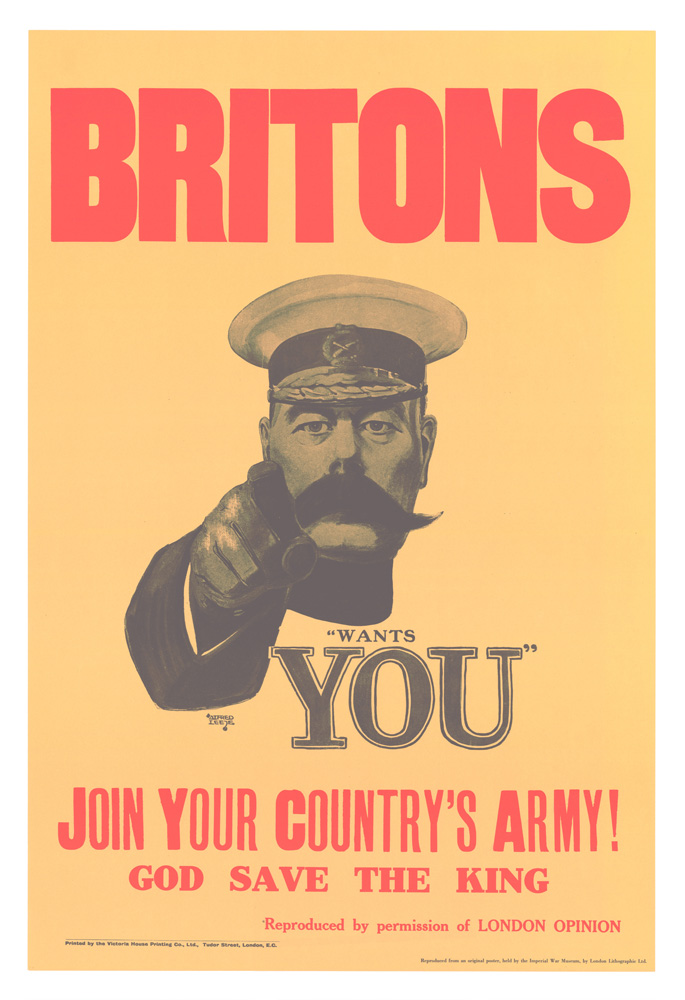 BRITONS
"WANTS
YOU"
ALFRED
LEETE
JOIN YOUR COUNTRY'S ARMY!
GOD SAVE THE KING
Reproduced by permission of LONDON OPINION
Printed by the Victoria House Printing Co., Ltd., Tudor Street, London, E.C.
Reproduced from an original poster, held by the Imperial War Museum, by London Lithographic Ltd.